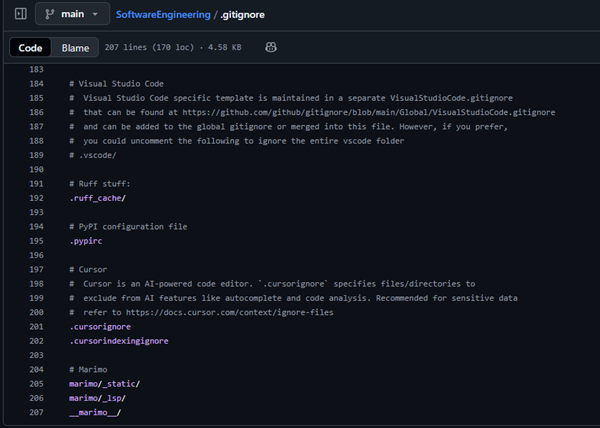 main
SoftwareEngineering / .gitignore
Code Blame 207 lines (170 loc) · 4.58 KB
183
184 # Visual Studio Code
185 #  Visual Studio Code specific template is maintained in a separate VisualStudioCode.gitignore
186 #  that can be found at https://github.com/github/gitignore/blob/main/Global/VisualStudioCode.gitignore
187 #  and can be added to the global gitignore or merged into this file. However, if you prefer,
188 #  you could uncomment the following to ignore the entire vscode folder
189 # .vscode/
190
191 # Ruff stuff:
192 .ruff_cache/
193
194 # PyPI configuration file
195 .pypirc
196
197 # Cursor
198 #  Cursor is an AI-powered code editor. `.cursorignore` specifies files/directories to
199 #  exclude from AI features like autocomplete and code analysis. Recommended for sensitive data
200 #  refer to https://docs.cursor.com/context/ignore-files
201 .cursorignore
202 .cursorindexingignore
203
204 # Marimo
205 marimo/_static/
206 marimo/_lsp/
207 __marimo__/